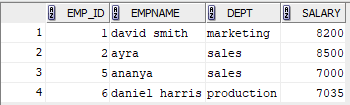 EMP_ID EMPNAME DEPT SALARY
1 1 david smith marketing 8200
2 2 ayra sales 8500
3 5 ananya sales 7000
4 6 daniel harris production 7035